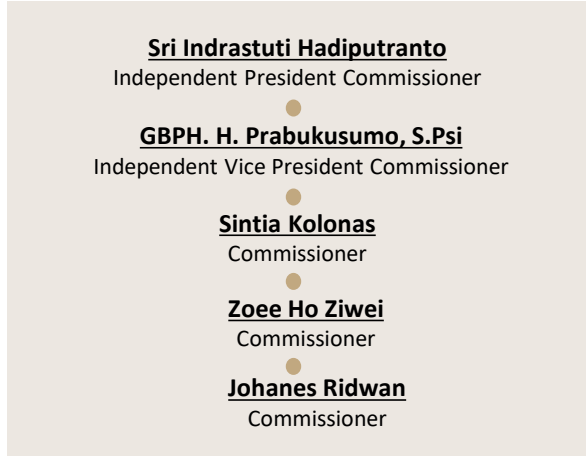 Sri Indrastuti Hadiputranto
Independent President Commissioner
GBPH. H. Prabukusumo, S.Psi
Independent Vice President Commissioner
Sintia Kolonas
Commissioner
Zoee Ho Ziwei
Commissioner
Johanes Ridwan
Commissioner